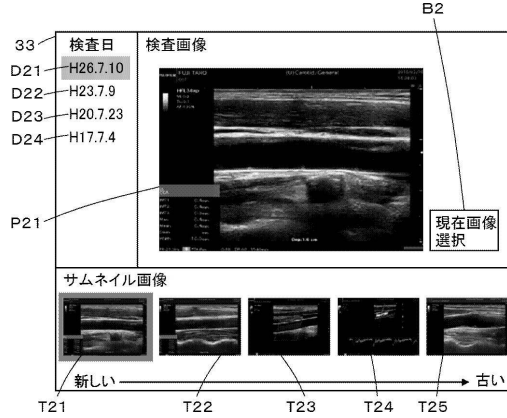 B2
33
検査日
検査画像
D21
H26.7.10
D22
H23.7.9
D23
H20.7.23
D24
H17.7.4
FUJI TARO
P21
現在画像
選択
サムネイル画像
新しい
古い
T21
T22
T23
T24
T25